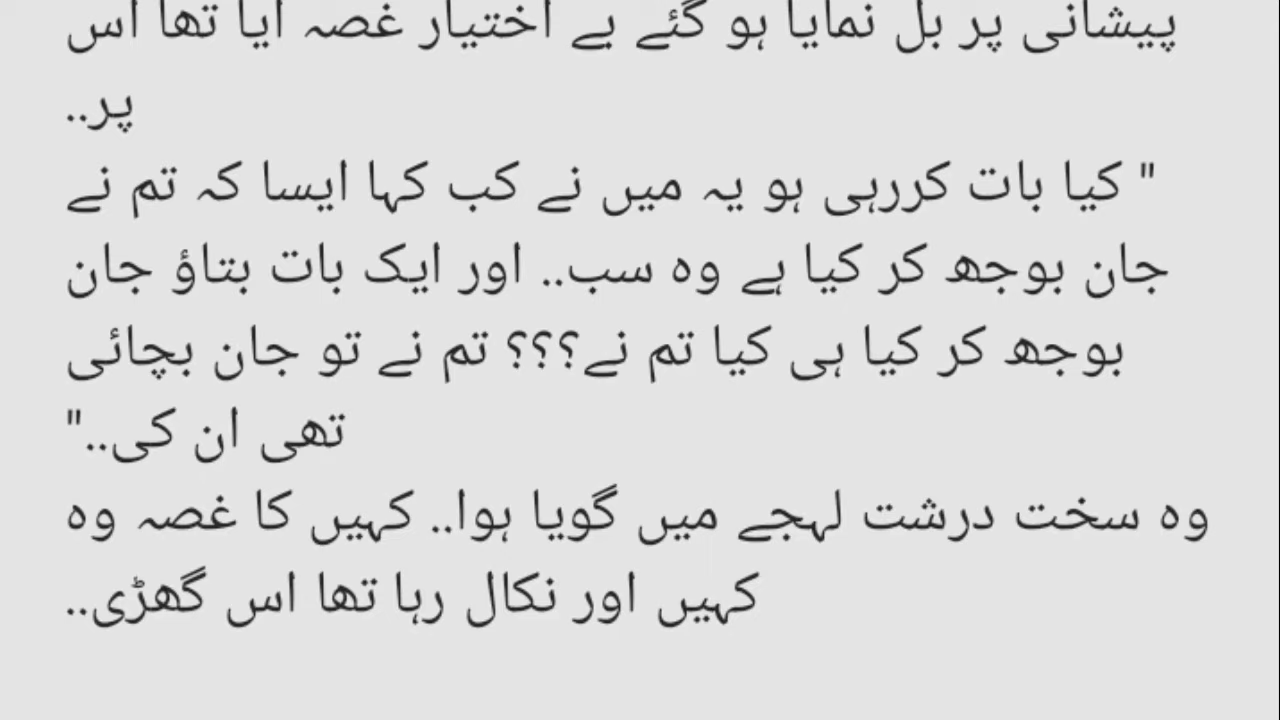 پیشانی پر بل نمایا ہو گئے بے اختیار غصہ آیا تھا اس
پر..
" کیا بات کررہی ہو یہ میں نے کب کہا ایسا کہ تم نے
جان بوجھ کر کیا ہے وہ سب.. اور ایک بات بتاؤ جان
بوجھ کر کیا ہی کیا تم نے؟؟؟ تم نے تو جان بچائی
تھی ان کی.."
وہ سخت درشت لہجے میں گویا ہوا.. کہیں کا غصہ وہ
کہیں اور نکال رہا تھا اس گھڑی..